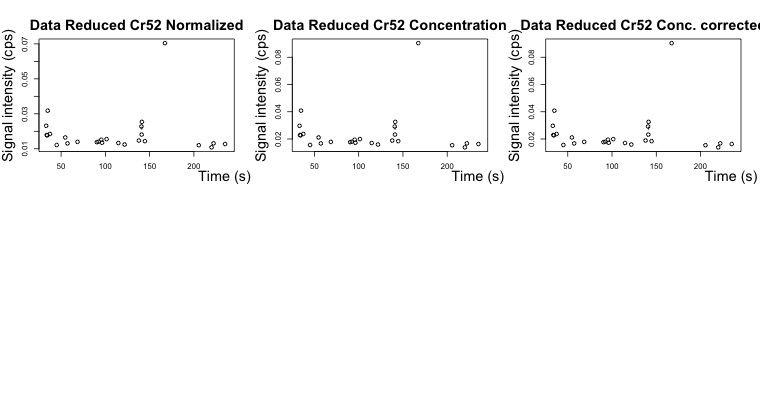 Data Reduced Cr52 Normalized
Signal intensity (cps)
0.01 0.03 0.05 0.07
50 100 150 200
Time (s)
Data Reduced Cr52 Concentration
Signal intensity (cps)
0.02 0.04 0.06 0.08
50 100 150 200
Time (s)
Data Reduced Cr52 Conc. corrected
Signal intensity (cps)
0.02 0.04 0.06 0.08
50 100 150 200
Time (s)